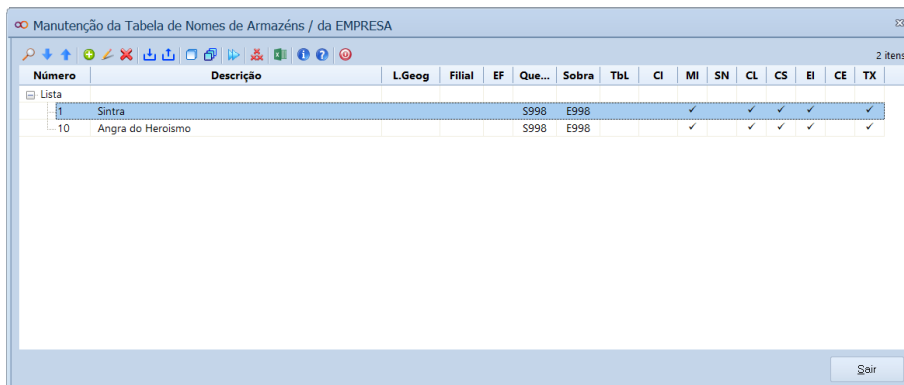 Manutenção da Tabela de Nomes de Armazéns / da EMPRESA
2 itens
Número Descrição L.Geog Filial EF Que... Sobra TbL CI MI SN CL CS EI CE TX
Lista
1 Sintra S998 E998 ✓ ✓ ✓ ✓ ✓
10 Angra do Heroismo S998 E998 ✓ ✓ ✓ ✓ ✓
Sair